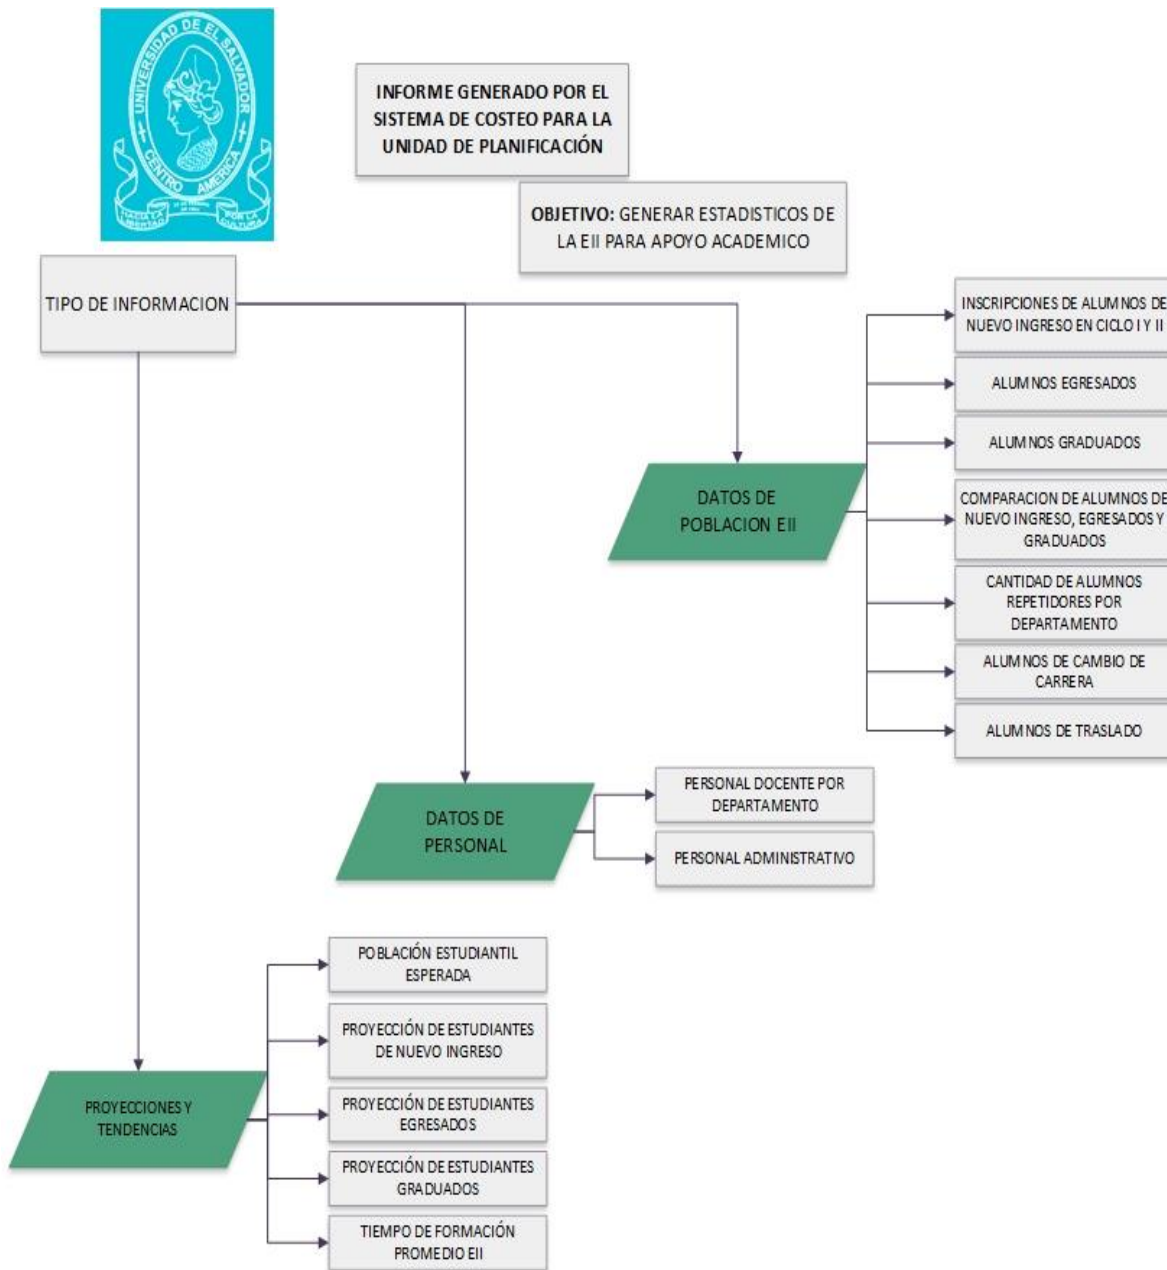 UNIVERSIDAD DE EL SALVADOR
CENTRO AMERICA
HACIA LA
LIBERTAD
POR LA
CULTURA
INFORME GENERADO POR EL
SISTEMA DE COSTEO PARA LA
UNIDAD DE PLANIFICACIÓN
OBJETIVO: GENERAR ESTADISTICOS DE
LA EII PARA APOYO ACADEMICO
TIPO DE INFORMACION
INSCRIPCIONES DE ALUMNOS DE
NUEVO INGRESO EN CICLO I Y II
ALUMNOS EGRESADOS
ALUMNOS GRADUADOS
DATOS DE
POBLACION EII
COMPARACION DE ALUMNOS DE
NUEVO INGRESO, EGRESADOS Y
GRADUADOS
CANTIDAD DE ALUMNOS
REPETIDORES POR
DEPARTAMENTO
ALUMNOS DE CAMBIO DE
CARRERA
ALUMNOS DE TRASLADO
DATOS DE
PERSONAL
PERSONAL DOCENTE POR
DEPARTAMENTO
PERSONAL ADMINISTRATIVO
POBLACIÓN ESTUDIANTIL
ESPERADA
PROYECCIÓN DE ESTUDIANTES
DE NUEVO INGRESO
PROYECCIONES Y
TENDENCIAS
PROYECCIÓN DE ESTUDIANTES
EGRESADOS
PROYECCIÓN DE ESTUDIANTES
GRADUADOS
TIEMPO DE FORMACIÓN
PROMEDIO EII